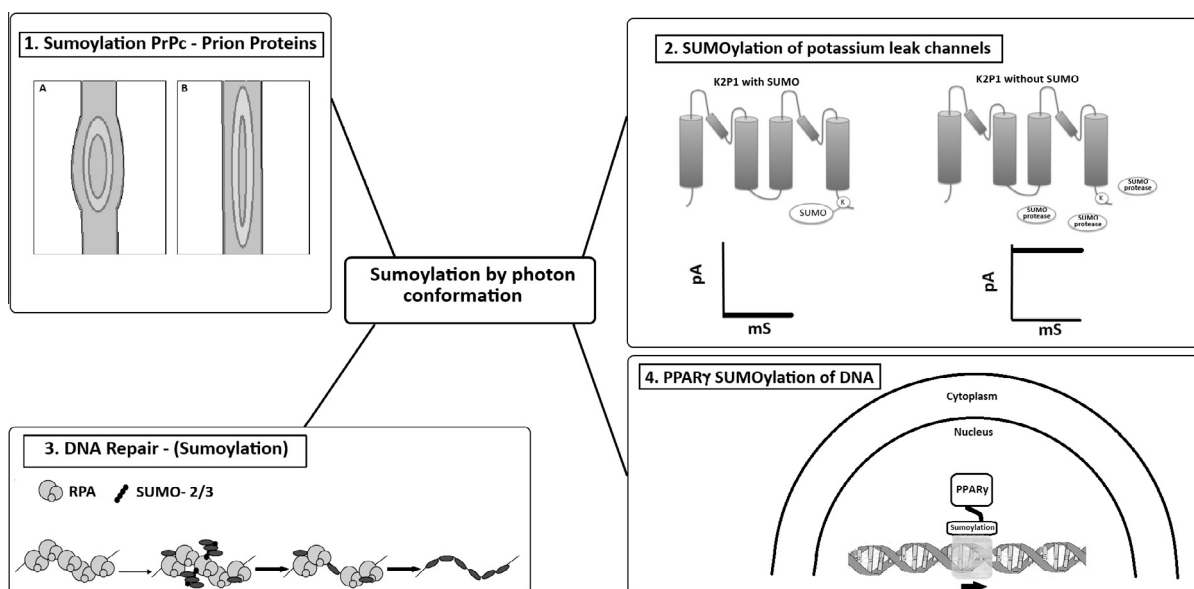 1. Sumoylation PrPc - Prion Proteins
A
B
2. SUMOylation of potassium leak channels
K2P1 with SUMO
K2P1 without SUMO
K
SUMO
K
SUMO
protease
SUMO
protease
SUMO
protease
pA
mS
pA
mS
Sumoylation by photon
conformation
3. DNA Repair - (Sumoylation)
RPA
SUMO- 2/3
4. PPARγ SUMOylation of DNA
Cytoplasm
Nucleus
PPARγ
Sumoylation